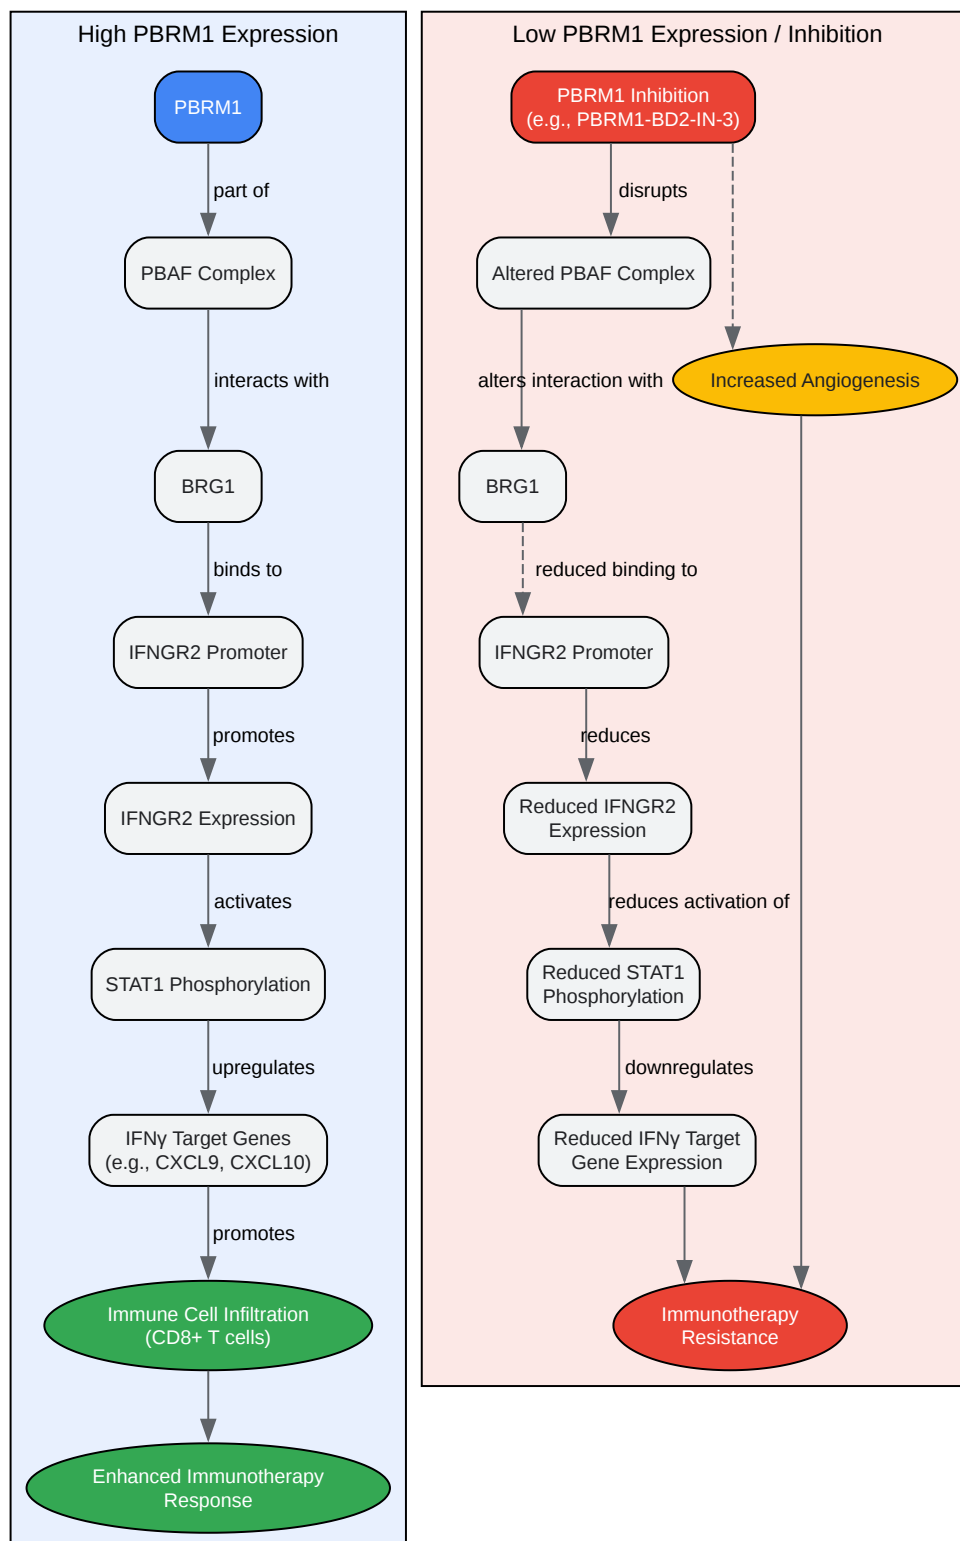 High PBRM1 Expression
PBRM1
part of
PBAF Complex
interacts with
BRG1
binds to
IFNGR2 Promoter
promotes
IFNGR2 Expression
activates
STAT1 Phosphorylation
upregulates
IFNγ Target Genes
(e.g., CXCL9, CXCL10)
promotes
Immune Cell Infiltration
(CD8+ T cells)
Enhanced Immunotherapy
Response
Low PBRM1 Expression / Inhibition
PBRM1 Inhibition
(e.g., PBRM1-BD2-IN-3)
disrupts
Altered PBAF Complex
alters interaction with
Increased Angiogenesis
BRG1
reduced binding to
IFNGR2 Promoter
reduces
Reduced IFNGR2
Expression
reduces activation of
Reduced STAT1
Phosphorylation
downregulates
Reduced IFNγ Target
Gene Expression
Immunotherapy
Resistance